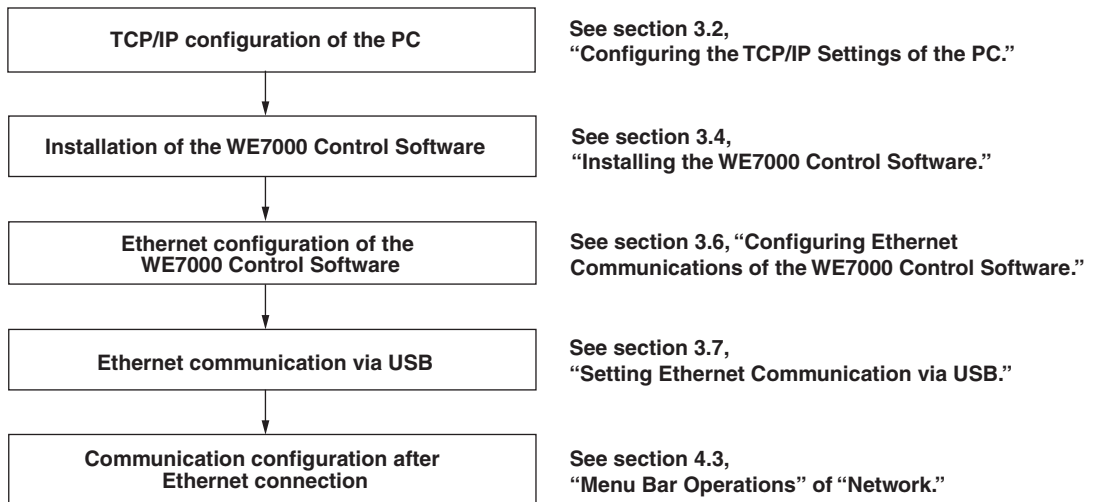 TCP/IP configuration of the PC
See section 3.2,
“Configuring the TCP/IP Settings of the PC.”
Installation of the WE7000 Control Software
See section 3.4,
“Installing the WE7000 Control Software.”
Ethernet configuration of the
WE7000 Control Software
See section 3.6, “Configuring Ethernet
Communications of the WE7000 Control Software.”
Ethernet communication via USB
See section 3.7,
“Setting Ethernet Communication via USB.”
Communication configuration after
Ethernet connection
See section 4.3,
“Menu Bar Operations” of “Network.”